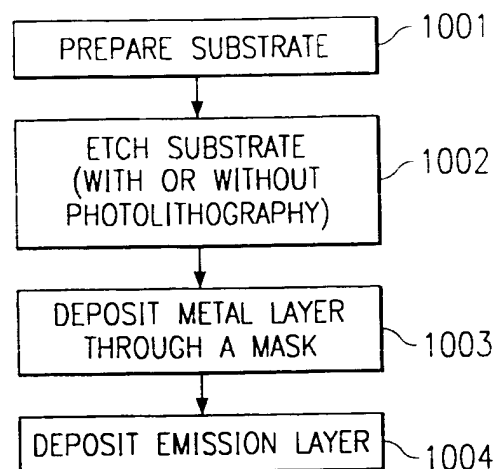 PREPARE SUBSTRATE
1001
ETCH SUBSTRATE
(WITH OR WITHOUT
PHOTOLITHOGRAPHY)
1002
DEPOSIT METAL LAYER
THROUGH A MASK
1003
DEPOSIT EMISSION LAYER
1004